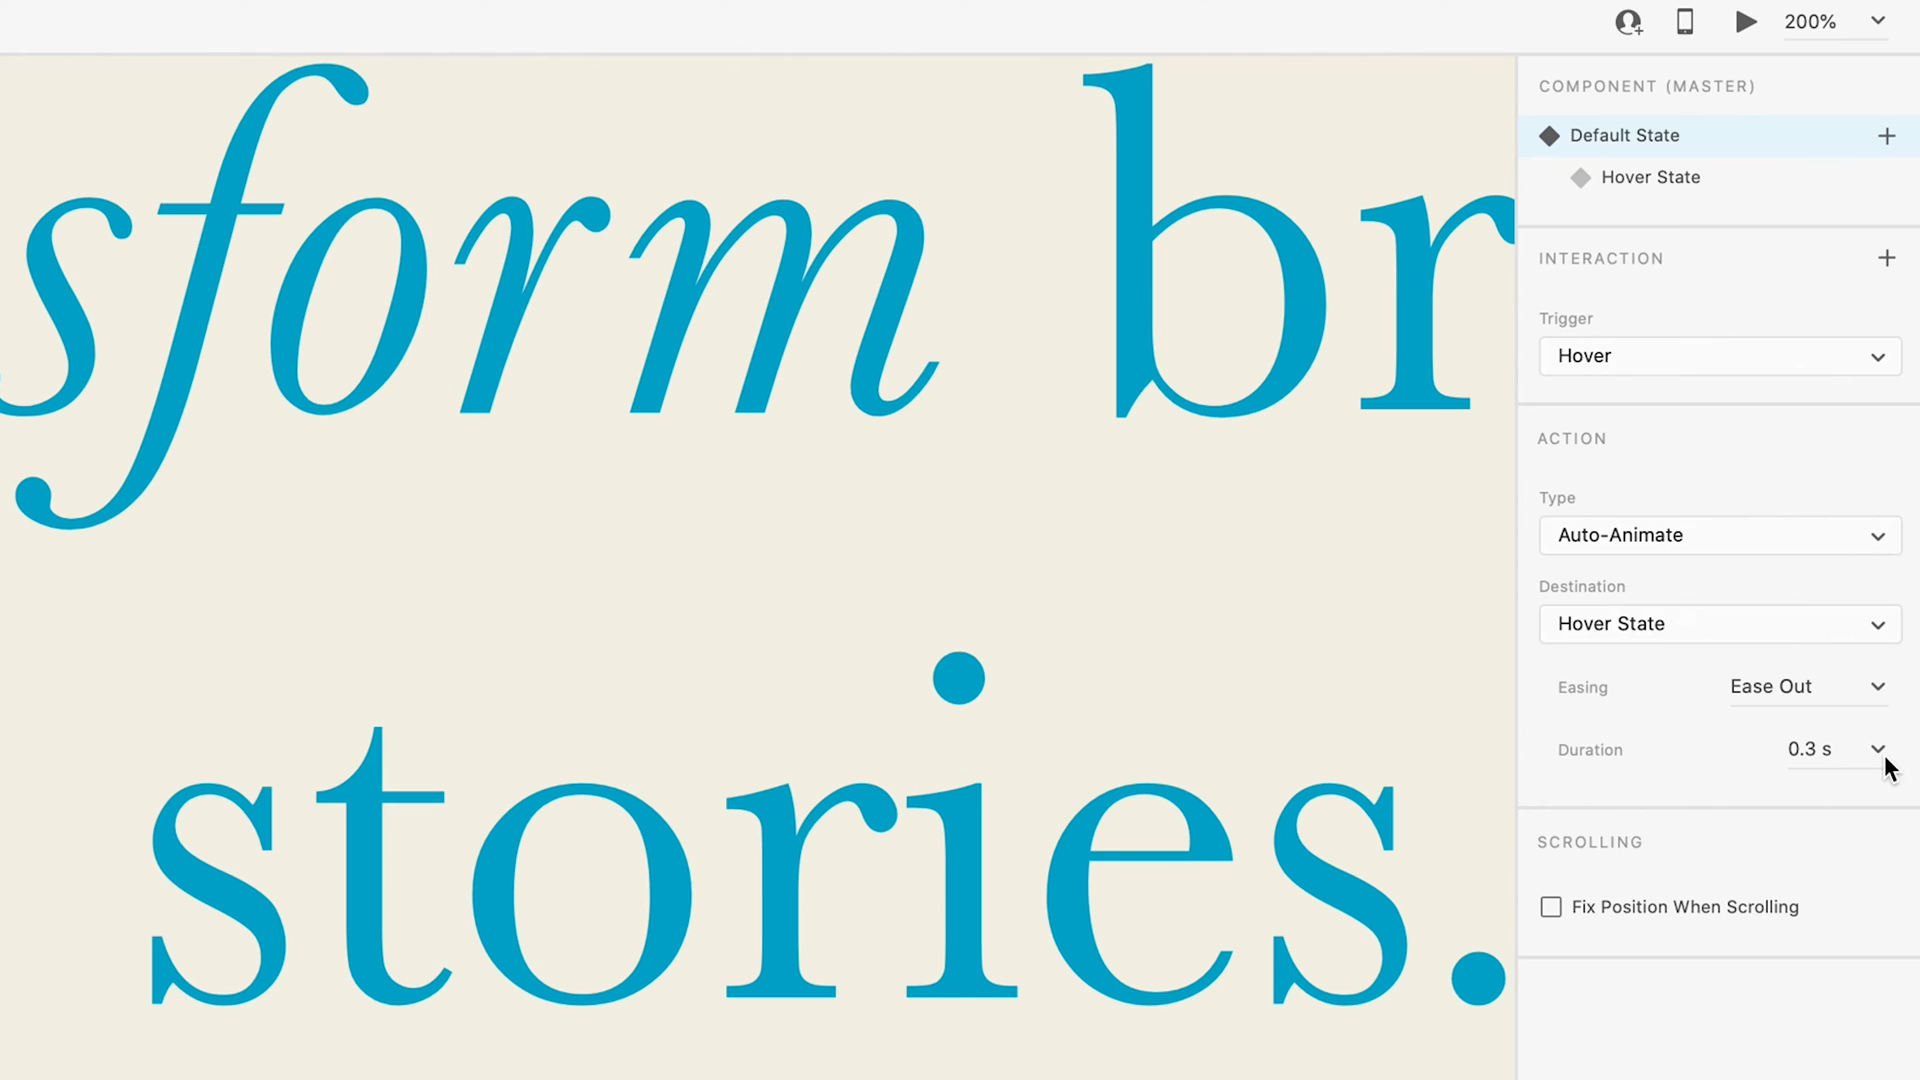 200%
sform br
stories.
COMPONENT (MASTER)
Default State
Hover State
INTERACTION
Trigger
Hover
ACTION
Type
Auto-Animate
Destination
Hover State
Easing Ease Out
Duration 0.3 s
SCROLLING
Fix Position When Scrolling